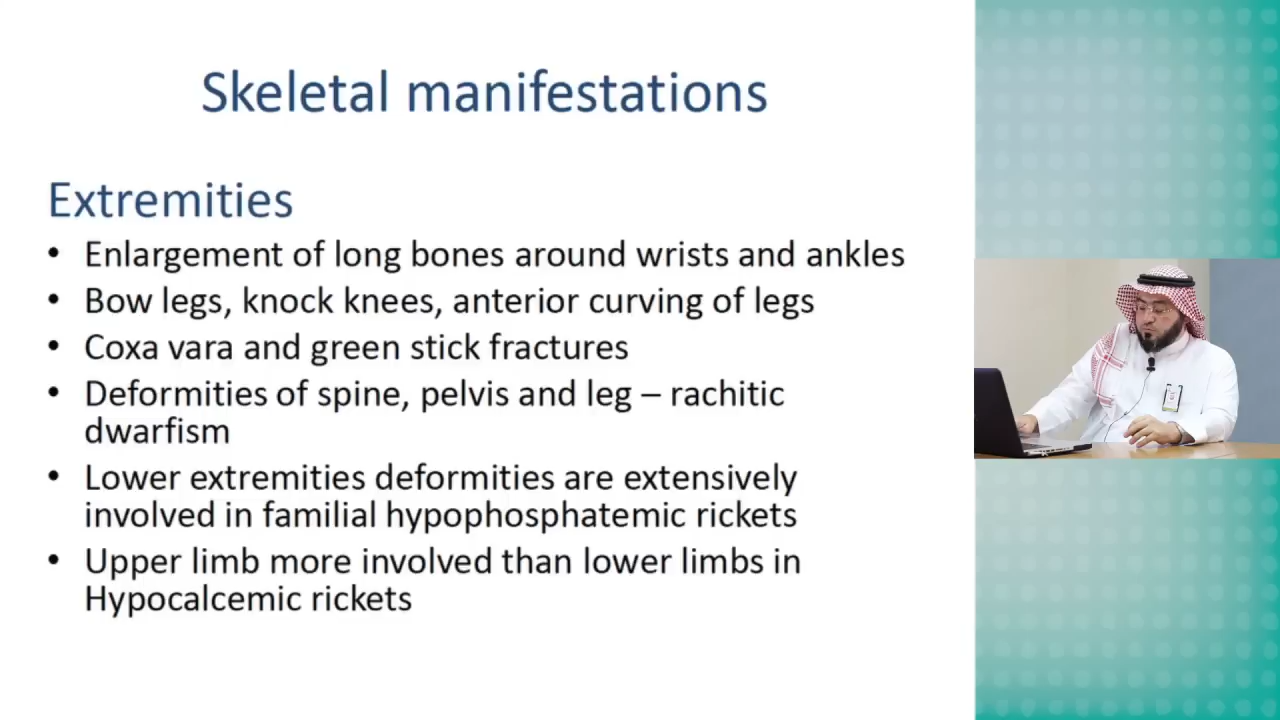 Skeletal manifestations
Extremities
• Enlargement of long bones around wrists and ankles
• Bow legs, knock knees, anterior curving of legs
• Coxa vara and green stick fractures
• Deformities of spine, pelvis and leg – rachitic
dwarfism
• Lower extremities deformities are extensively
involved in familial hypophosphatemic rickets
• Upper limb more involved than lower limbs in
Hypocalcemic rickets